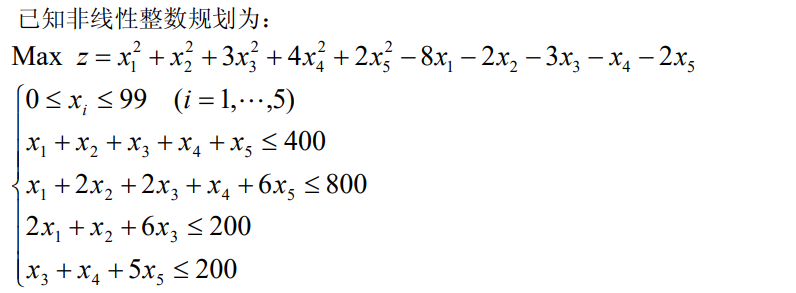 已知非线性整数规划为：
Max z = x₁² + x₂² + 3x₃² + 4x₄² + 2x₅² − 8x₁ − 2x₂ − 3x₃ − x₄ − 2x₅
0 ≤ xᵢ ≤ 99 (i = 1,⋯,5)
x₁ + x₂ + x₃ + x₄ + x₅ ≤ 400
x₁ + 2x₂ + 2x₃ + x₄ + 6x₅ ≤ 800
2x₁ + x₂ + 6x₃ ≤ 200
x₃ + x₄ + 5x₅ ≤ 200